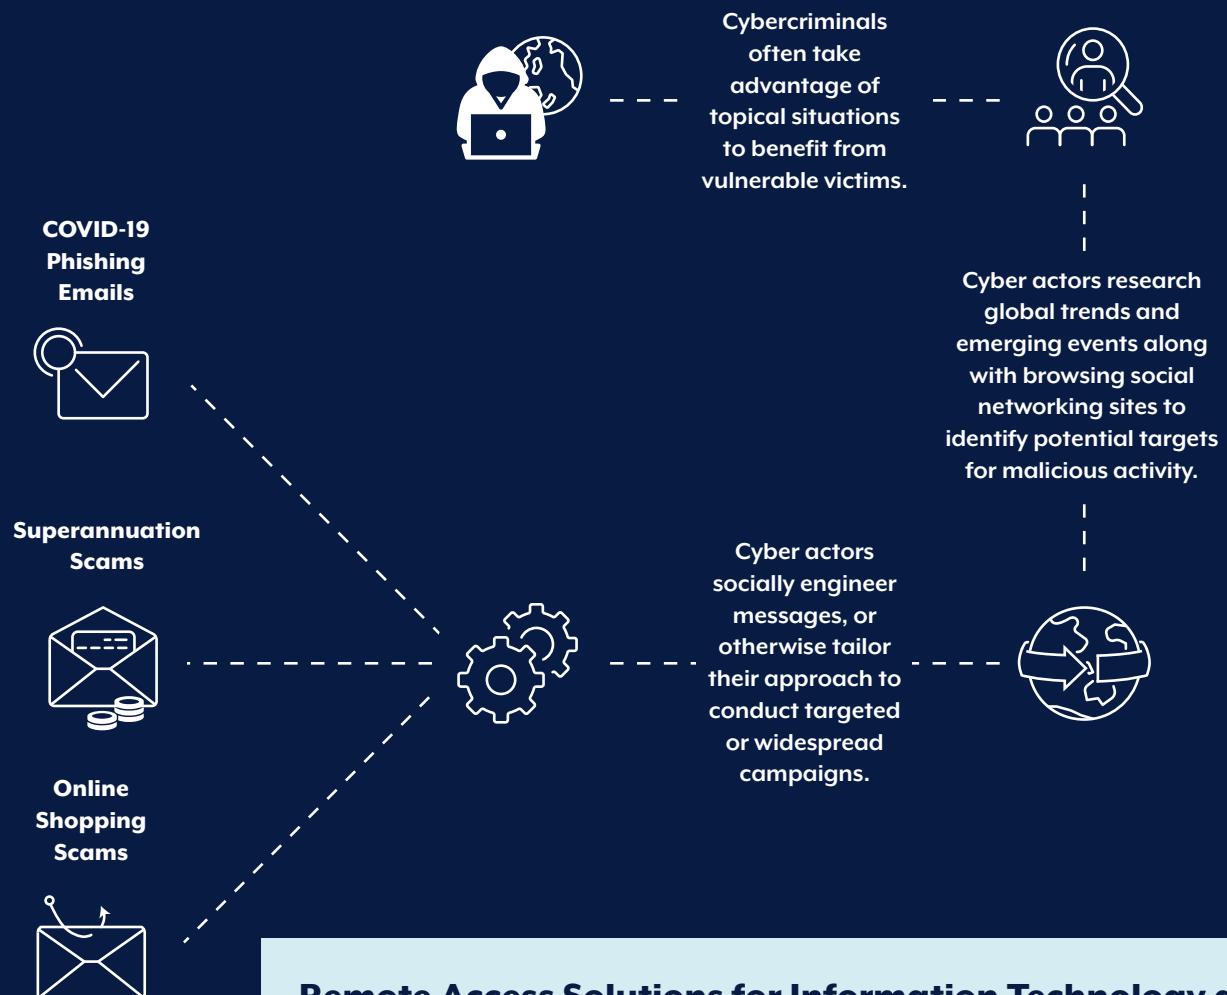 Cybercriminals
often take
advantage of
topical situations
to benefit from
vulnerable victims.
Cyber actors research
global trends and
emerging events along
with browsing social
networking sites to
identify potential targets
for malicious activity.
Cyber actors
socially engineer
messages, or
otherwise tailor
their approach to
conduct targeted
or widespread
campaigns.
COVID-19
Phishing
Emails
Superannuation
Scams
Online
Shopping
Scams
Remote Access Solutions for Information Technology